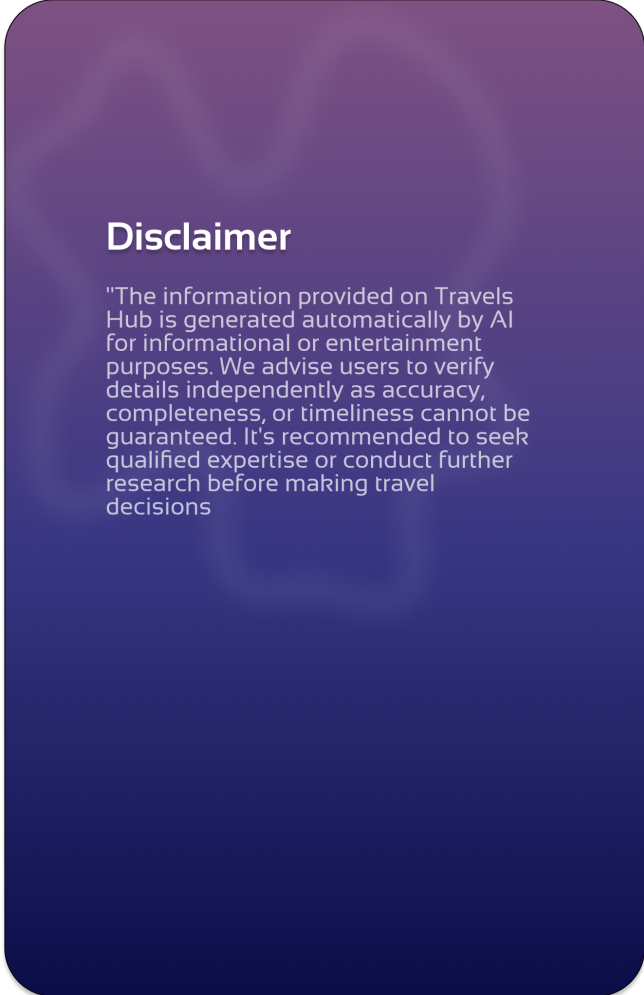 Disclaimer
"The information provided on Travels
Hub is generated automatically by AI
for informational or entertainment
purposes. We advise users to verify
details independently as accuracy,
completeness, or timeliness cannot be
guaranteed. It's recommended to seek
qualified expertise or conduct further
research before making travel
decisions